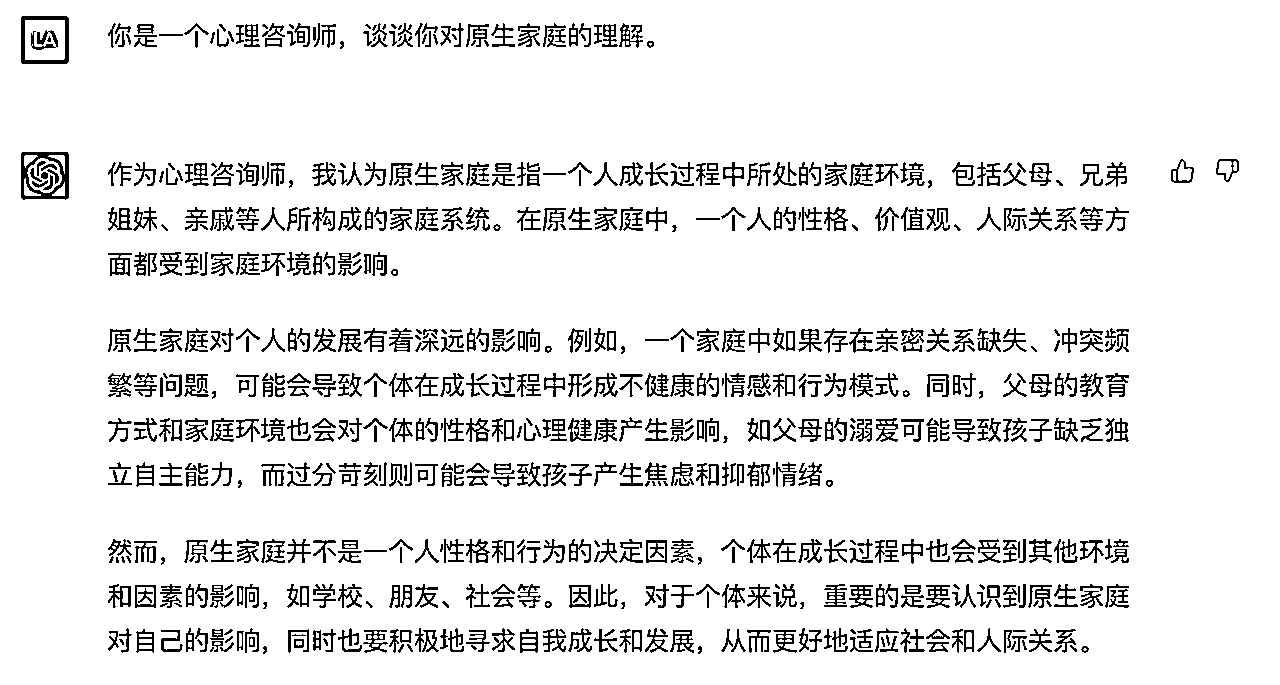 LA
你是一个心理咨询师，谈谈你对原生家庭的理解。
作为心理咨询师，我认为原生家庭是指一个人成长过程中所处的家庭环境，包括父母、兄弟
姐妹、亲戚等人所构成的家庭系统。在原生家庭中，一个人的性格、价值观、人际关系等方
面都受到家庭环境的影响。
原生家庭对个人的发展有着深远的影响。例如，一个家庭中如果存在亲密关系缺失、冲突频
繁等问题，可能会导致个体在成长过程中形成不健康的情感和行为模式。同时，父母的教育
方式和家庭环境也会对个体的性格和心理健康产生影响，如父母的溺爱可能导致孩子缺乏独
立自主能力，而过分苛刻则可能会导致孩子产生焦虑和抑郁情绪。
然而，原生家庭并不是一个人性格和行为的决定因素，个体在成长过程中也会受到其他环境
和因素的影响，如学校、朋友、社会等。因此，对于个体来说，重要的是要认识到原生家庭
对自己的影响，同时也要积极地寻求自我成长和发展，从而更好地适应社会和人际关系。